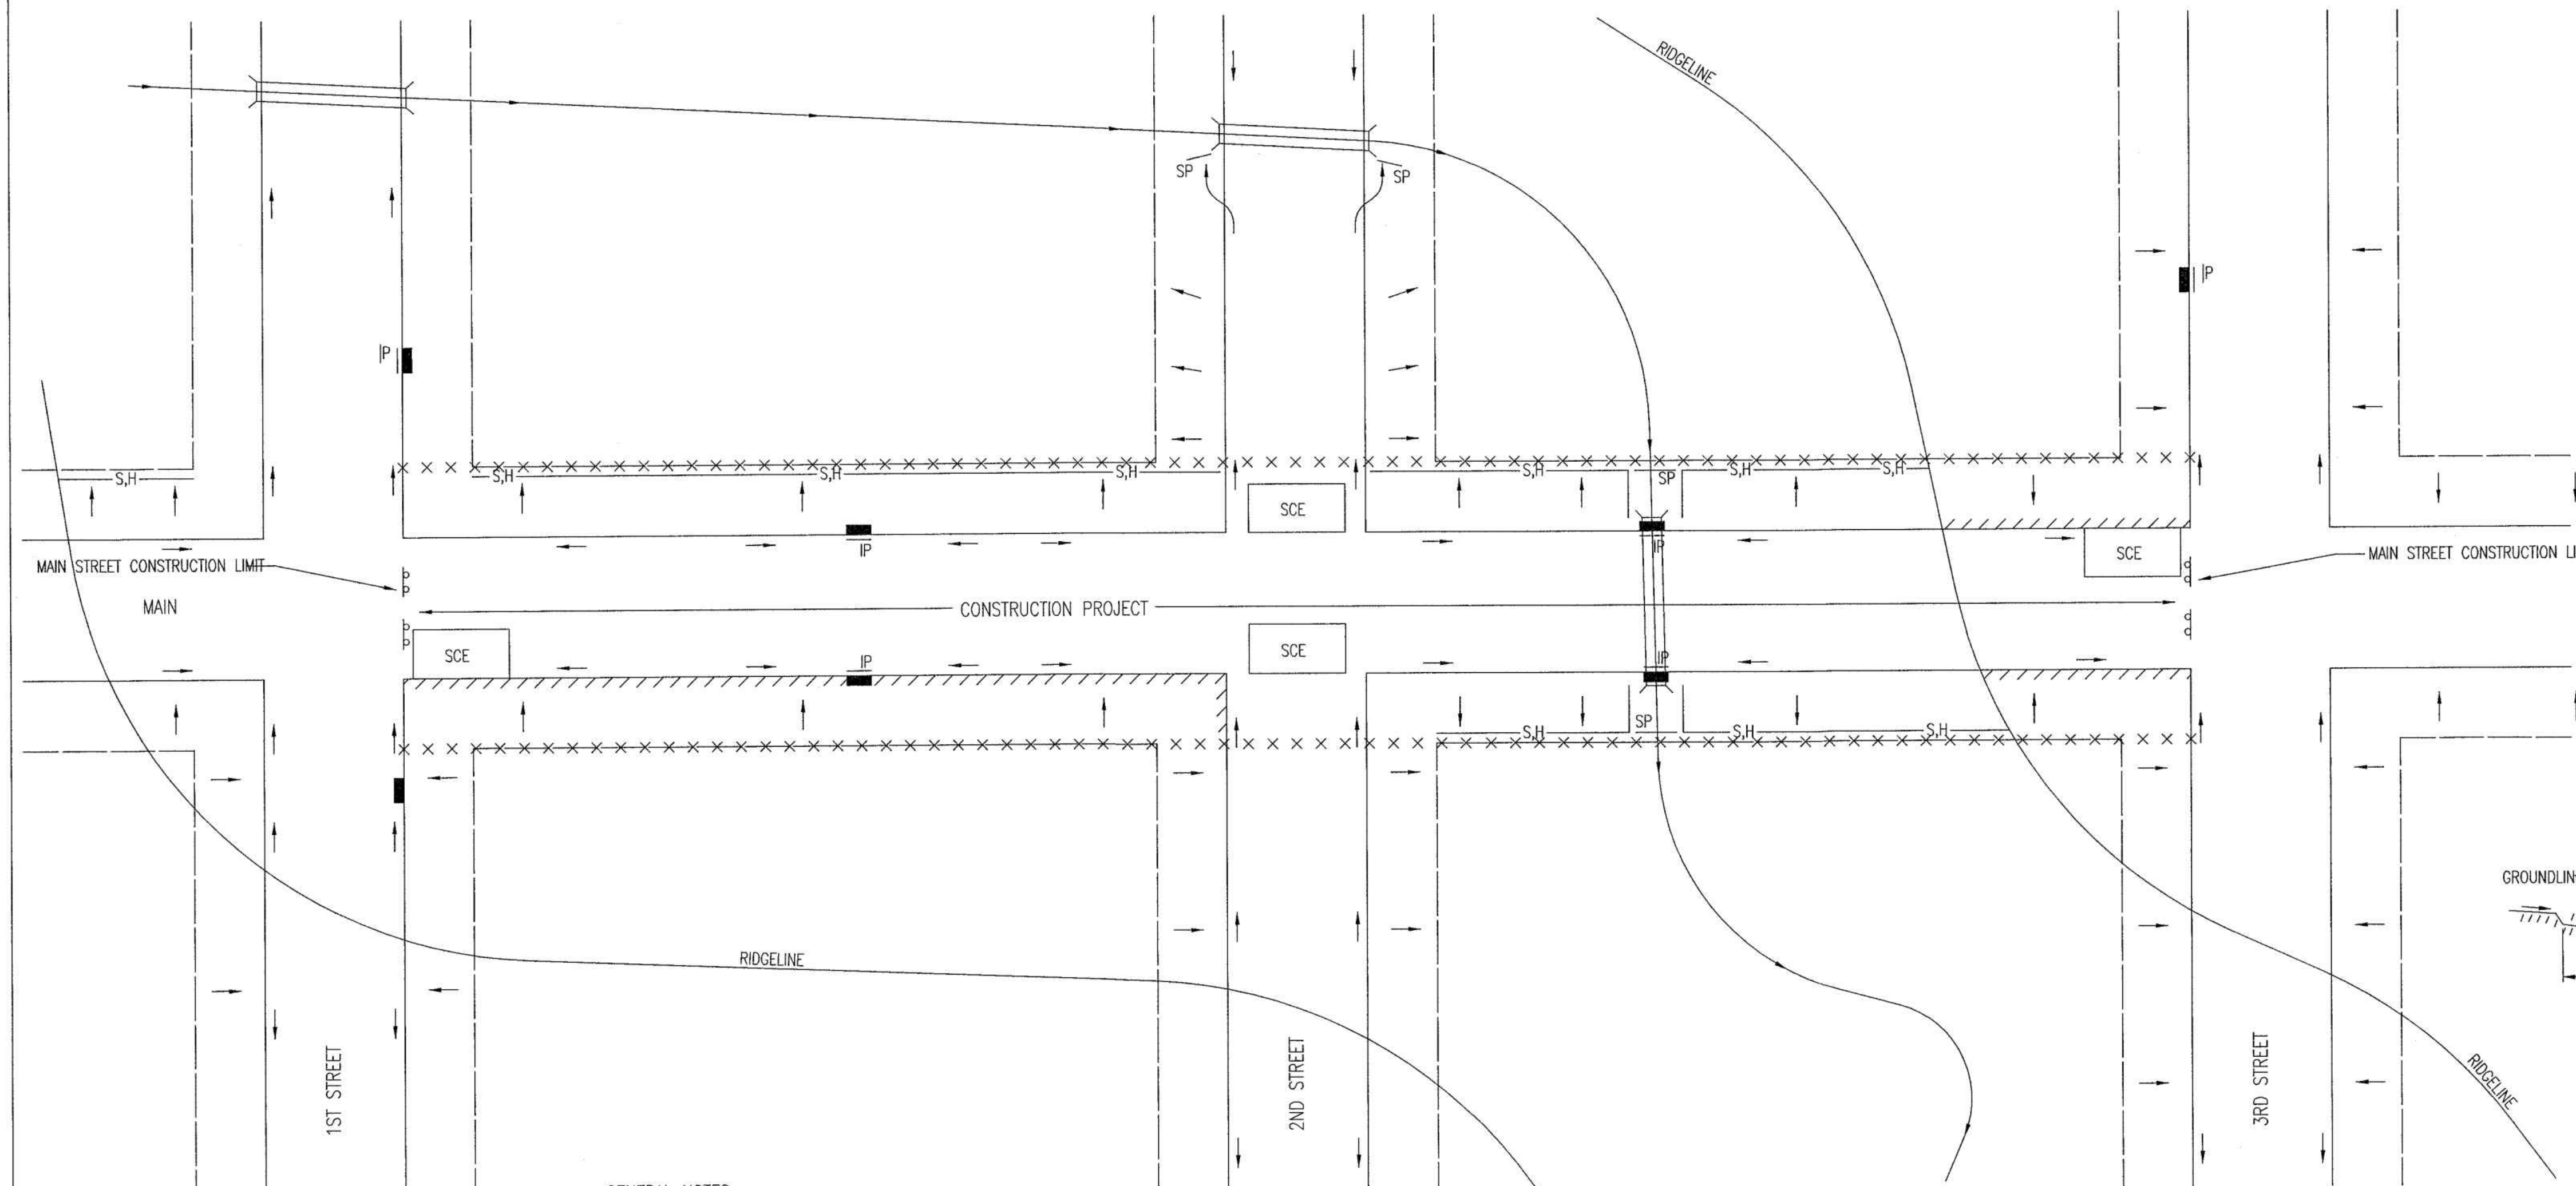 RIDGELINE
SP
SP
IP
IP
S,H
S,H
S,H
S,H
S,H
SP
S,H
S,H
SCE
SCE
IP
IP
MAIN STREET CONSTRUCTION LIMIT
MAIN STREET CONSTRUCTION LI
MAIN
CONSTRUCTION PROJECT
SCE
SCE
IP
IP
SP
S,H
S,H
S,H
GROUNDLIN
RIDGELINE
1ST STREET
2ND STREET
3RD STREET
RIDGELINE